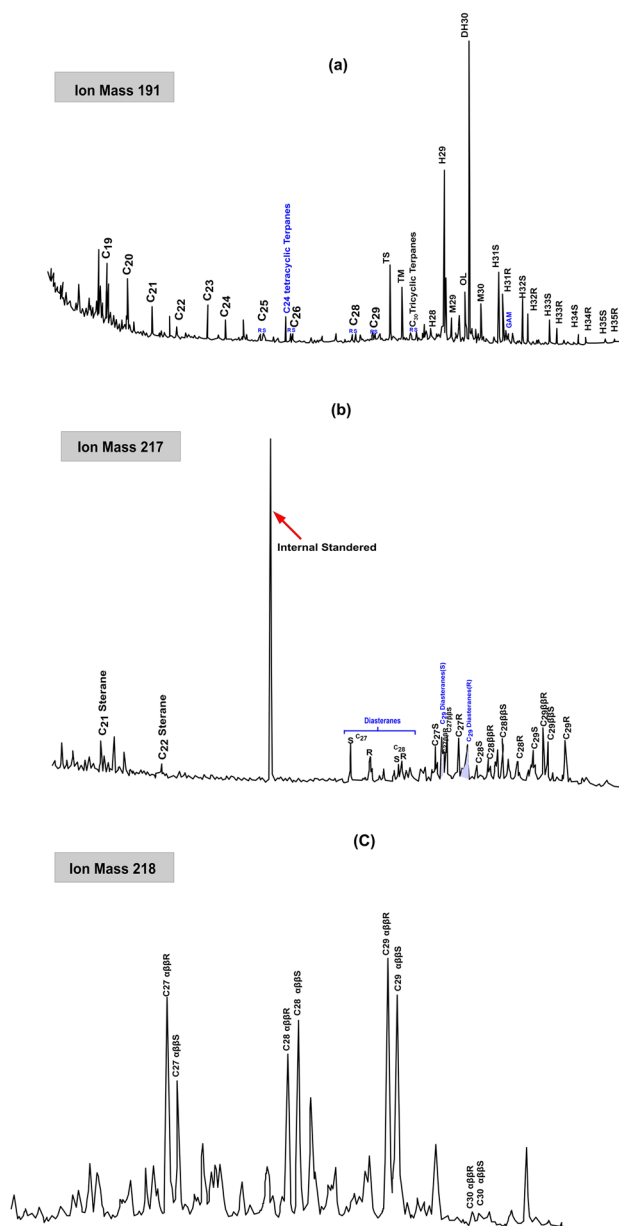 (a)
Ion Mass 191
C19
C20
C21
C22
C23
C24
C25
R S
C24 tetracyclic Terpanes
R S
C26
R S
C28
R S
C29
TS
TM
R S
C30 Tricyclic Terpanes
H28
H29
M29
OL
DH30
M30
H31S
H31R
GAM
H32S
H32R
H33S
H33R
H34S
H34R
H35S
H35R
(b)
Ion Mass 217
Internal Standered
C21 Sterane
C22 Sterane
Diasteranes
S C27
R
C28
S R
C27S
C29 Diasteranes(S)
C27ββS
C27R
C29 Diasteranes(R)
C28S
C28ββR
C28ββS
C28R
C29S
C29ββR
C29ββS
C29R
(C)
Ion Mass 218
C27 αββR
C27 αββS
C28 αββR
C28 αββS
C29 αββR
C29 αββS
C30 αββR
C30 αββS